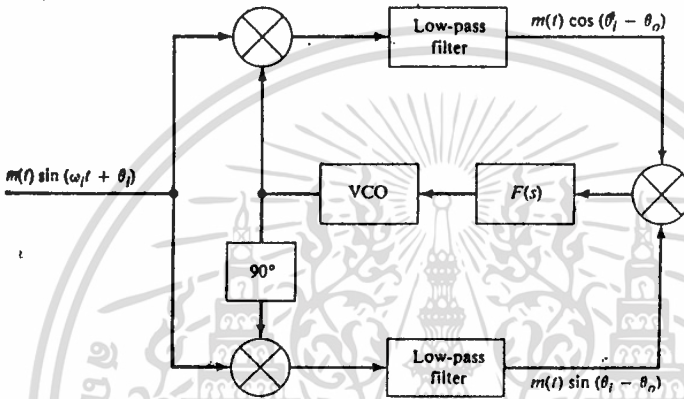 Low-pass
filter
m(t) cos (θi − θo)
m(t) sin (ωit + θi)
VCO
F(s)
90°
Low-pass
filter
m(t) sin (θi − θo)